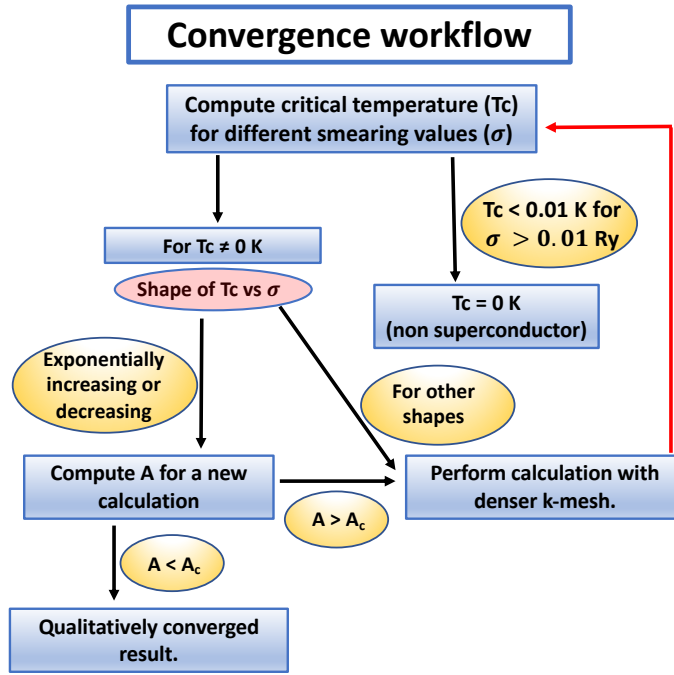 Convergence workflow
Compute critical temperature (Tc)
for different smearing values (σ)
Tc < 0.01 K for
σ > 0.01 Ry
For Tc ≠ 0 K
Shape of Tc vs σ
Tc = 0 K
(non superconductor)
Exponentially
increasing or
decreasing
For other
shapes
Compute A for a new
calculation
Perform calculation with
denser k-mesh.
A > Ac
A < Ac
Qualitatively converged
result.